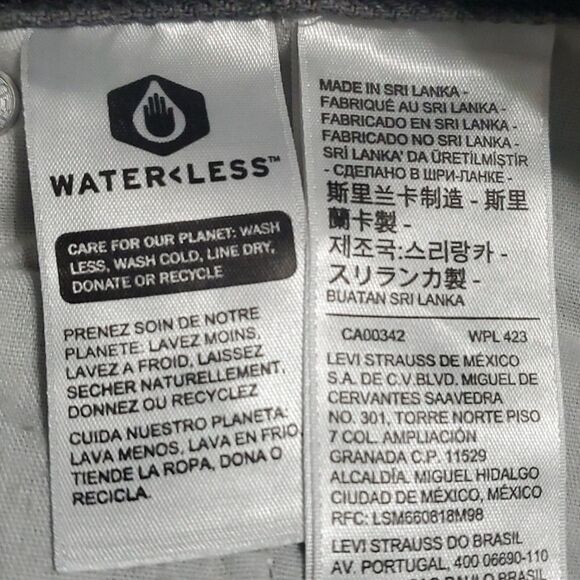 WATER<LESS™
CARE FOR OUR PLANET: WASH
LESS, WASH COLD, LINE DRY,
DONATE OR RECYCLE
PRENEZ SOIN DE NOTRE
PLANETE: LAVEZ MOINS,
LAVEZ A FROID, LAISSEZ
SECHER NATURELLEMENT,
DONNEZ OU RECYCLEZ
CUIDA NUESTRO PLANETA:
LAVA MENOS, LAVA EN FRIO,
TIENDE LA ROPA, DONA O
RECICLA.
MADE IN SRI LANKA -
FABRIQUÉ AU SRI LANKA -
FABRICADO EN SRI LANKA -
FABRICADO NO SRI LANKA -
SRİ LANKA' DA ÜRETİLMİŞTİR
- СДЕЛАНО В ШРИ-ЛАНКЕ -
斯里兰卡制造 - 斯里
蘭卡製 -
제조국:스리랑카 -
スリランカ製 -
BUATAN SRI LANKA
CA00342 WPL 423
LEVI STRAUSS DE MÉXICO
S.A. DE C.V.BLVD. MIGUEL DE
CERVANTES SAAVEDRA
NO. 301, TORRE NORTE PISO
7 COL. AMPLIACIÓN
GRANADA C.P. 11529
ALCALDÍA. MIGUEL HIDALGO
CIUDAD DE MÉXICO, MÉXICO
RFC: LSM660818M98
LEVI STRAUSS DO BRASIL
AV. PORTUGAL, 400 06690-110
SÃO PAULO BRASIL